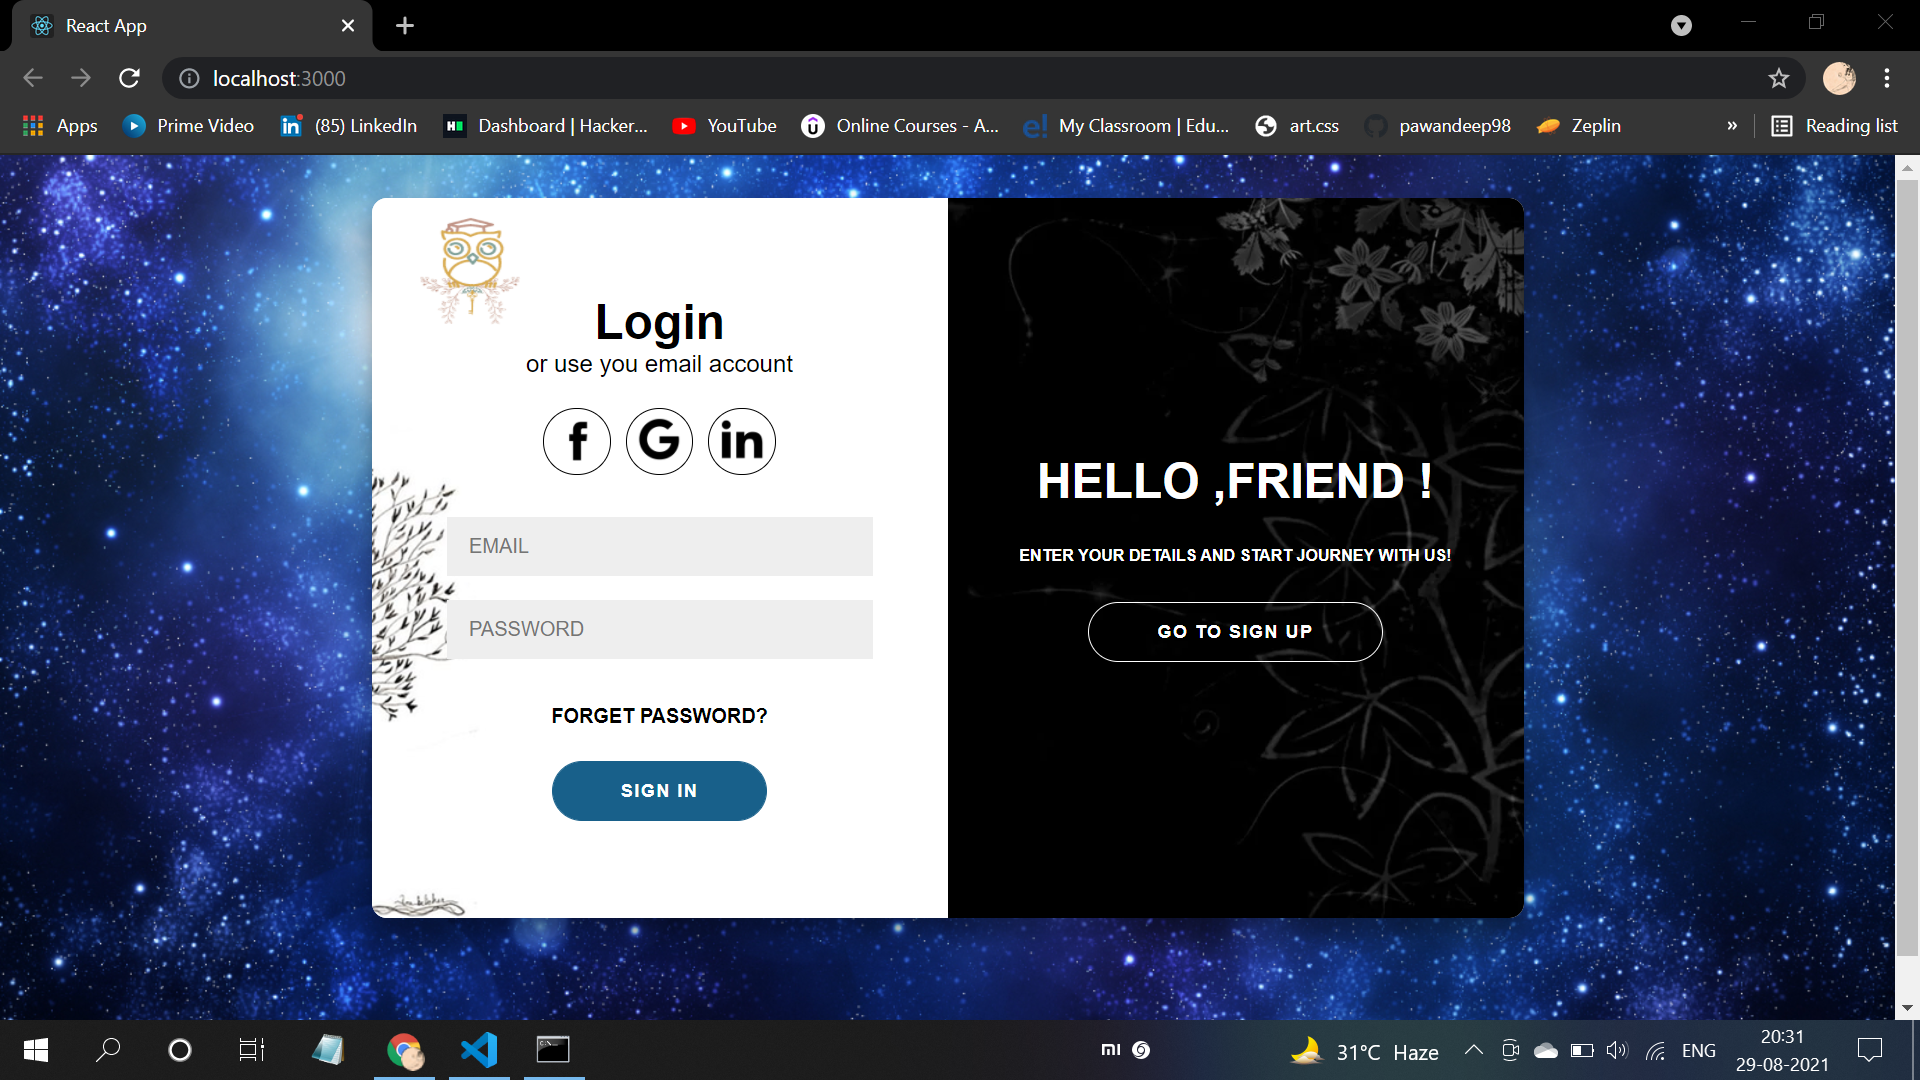 React App
localhost:3000
Apps
Prime Video
(85) LinkedIn
Dashboard | Hacker...
YouTube
Online Courses - A...
My Classroom | Edu...
art.css
pawandeep98
Zeplin
»
Reading list
Login
or use you email account
f G in
EMAIL
PASSWORD
FORGET PASSWORD?
SIGN IN
HELLO ,FRIEND !
ENTER YOUR DETAILS AND START JOURNEY WITH US!
GO TO SIGN UP
31°C Haze
ENG
20:31
29-08-2021